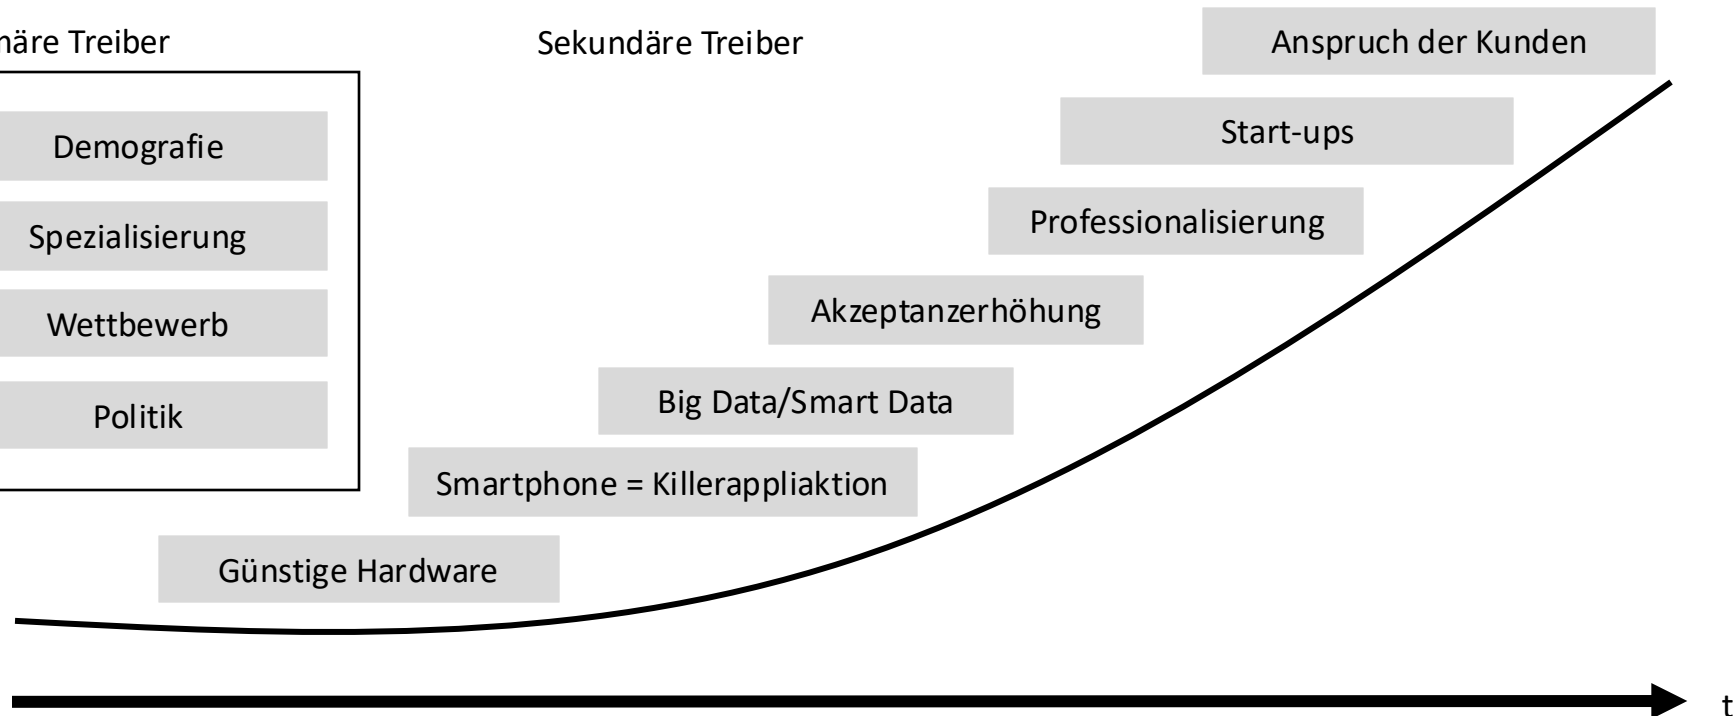 näre Treiber
Sekundäre Treiber
Anspruch der Kunden
Demografie
Start-ups
Spezialisierung
Professionalisierung
Wettbewerb
Akzeptanzerhöhung
Politik
Big Data/Smart Data
Smartphone = Killerappliaktion
Günstige Hardware
t